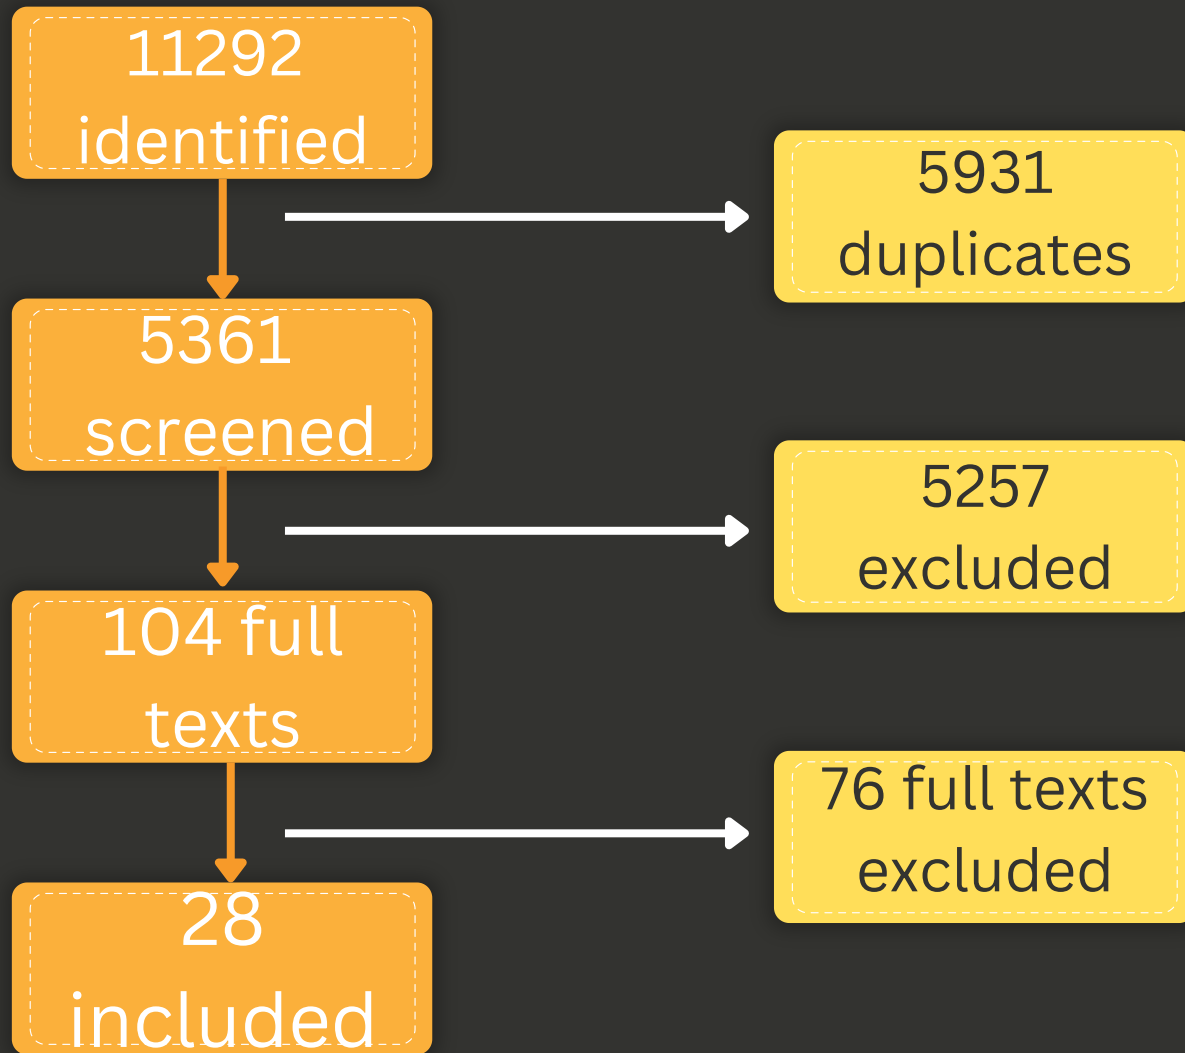 11292
identified
5931
duplicates
5361
screened
5257
excluded
104 full
texts
76 full texts
excluded
28
included